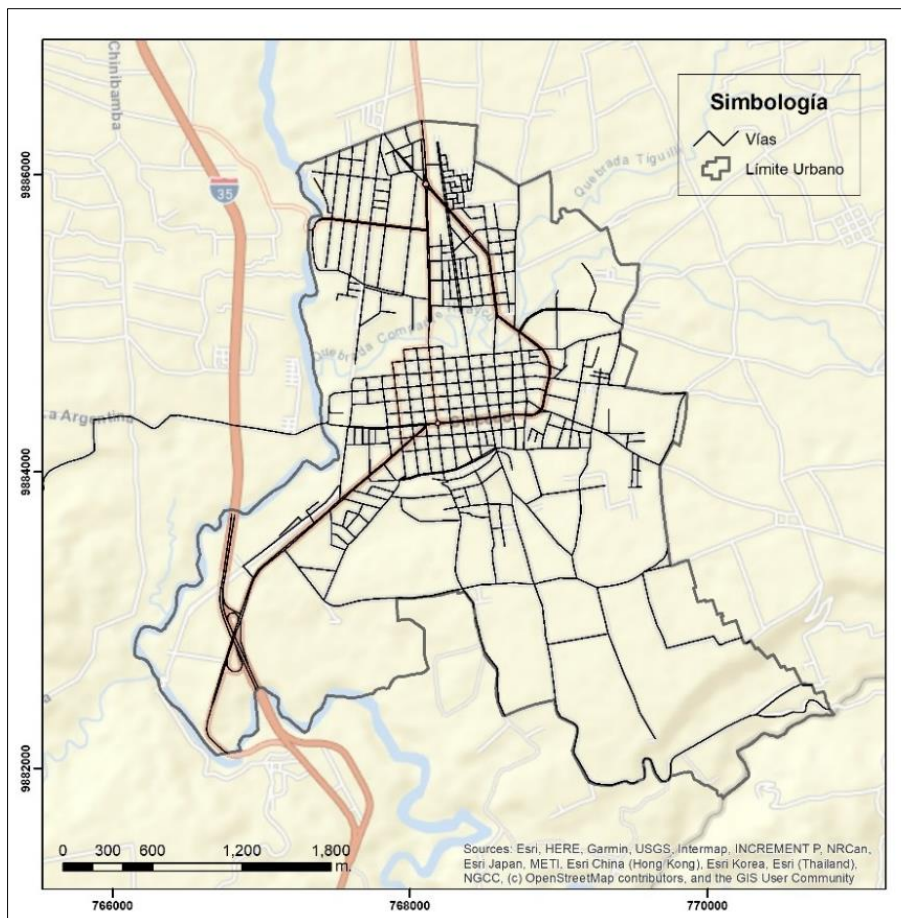 Chinibamba
Simbología
Vías
Límite Urbano
9886000
35
Quebrada
Quebrada
a Argentina
9884000
9882000
0 300 600 1,200 1,800
m.
Sources: Esri, HERE, Garmin, USGS, Intermap, INCREMENT P, NRCan,
Esri Japan, METI, Esri China (Hong Kong), Esri Korea, Esri (Thailand),
NGCC, (c) OpenStreetMap contributors, and the GIS User Community
766000 768000 770000